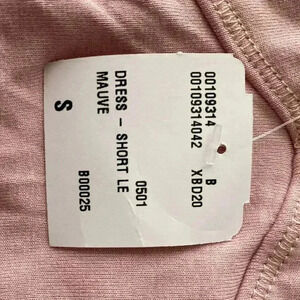 00109314 B
00109314042 XBD20
0501
DRESS - SHORT LE
MAUVE
S B00025